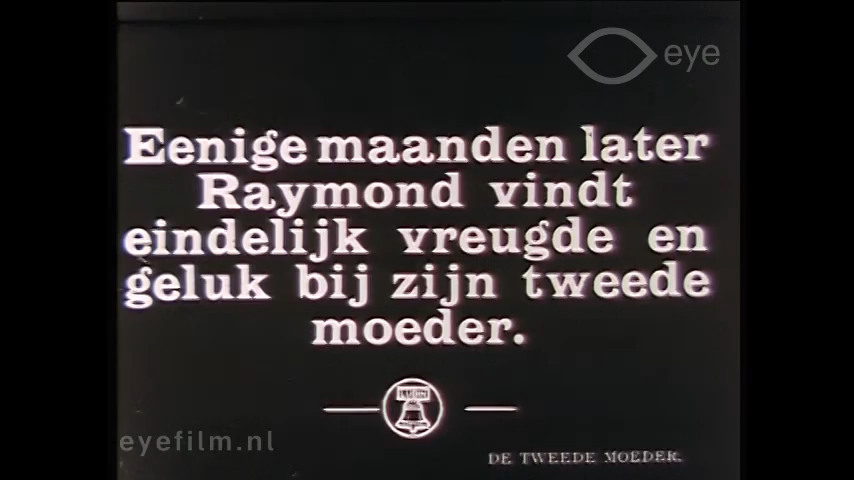 eye
Eenige maanden later
Raymond vindt
eindelijk vreugde en
geluk bij zijn tweede
moeder.
LUBIN
eyefilm.nl
DE TWEEDE MOEDER.